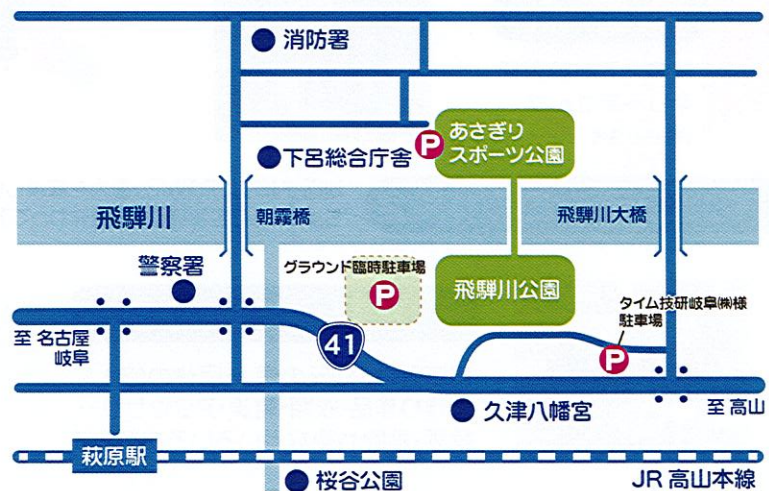 消防署
P
あさぎり
スポーツ公園
下呂総合庁舎
飛騨川
朝霧橋
飛騨川大橋
警察署
グラウンド臨時駐車場
P
飛騨川公園
タイム技研岐阜㈱様
駐車場
P
至 名古屋
岐阜
41
久津八幡宮
至 高山
萩原駅
桜谷公園
JR 高山本線